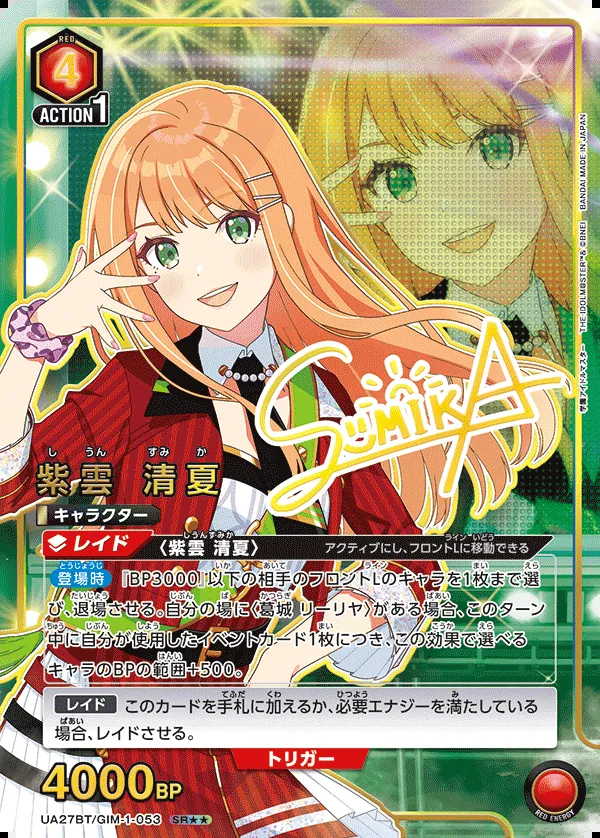 RED
4
ACTION 1
学園アイドルマスター THE IDOLM@STER™& ©BNEI BANDAI MADE IN JAPAN
SUMIKA
しうん すみか
紫雲 清夏
キャラクター
レイド 〈紫雲 清夏〉 アクティブにし、フロントLに移動できる
登場時 『BP3000』以下の相手のフロントLのキャラを1枚まで選
び、退場させる。自分の場に〈葛城 リーリヤ〉がある場合、このターン
中に自分が使用したイベントカード1枚につき、この効果で選べる
キャラのBPの範囲+500。
レイド このカードを手札に加えるか、必要エナジーを満たしている
場合、レイドさせる。
トリガー
4000BP
RED ENERGY
UA27BT/GIM-1-053 SR★★